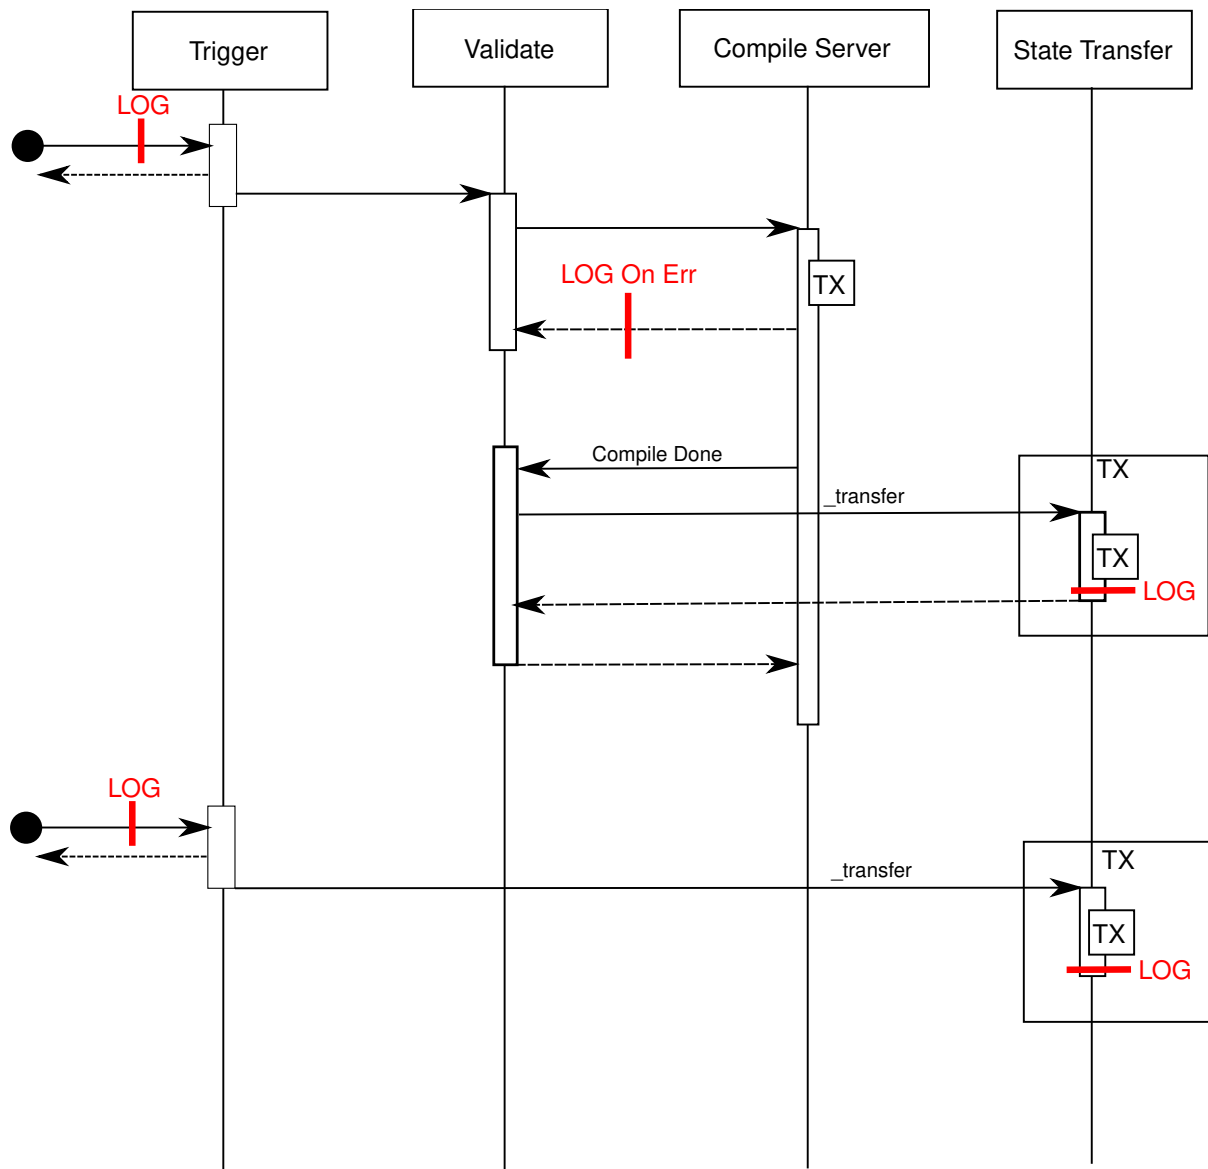 Trigger
Validate
Compile Server
State Transfer
LOG
LOG On Err
TX
Compile Done
TX
_transfer
TX
LOG
LOG
_transfer
TX
TX
LOG